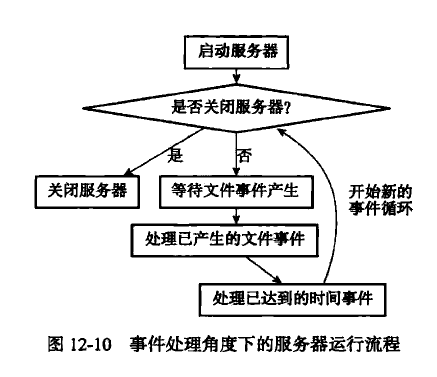 启动服务器
是否关闭服务器?
是
否
关闭服务器
等待文件事件产生
开始新的
事件循环
处理已产生的文件事件
处理已达到的时间事件
图 12-10 事件处理角度下的服务器运行流程